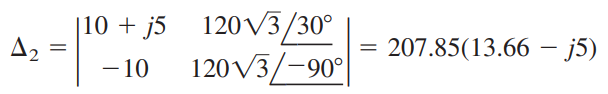 Δ₂ = |10 + j5 120√3/30° |
|−10 120√3/−90°| = 207.85(13.66 − j5)